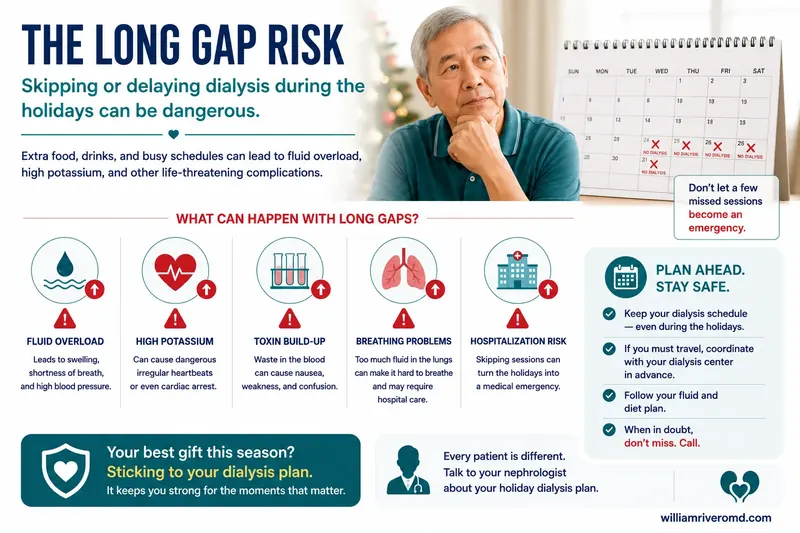 THE LONG GAP RISK
Skipping or delaying dialysis during the
holidays can be dangerous.
Extra food, drinks, and busy schedules can lead to fluid overload,
high potassium, and other life-threatening complications.
SUN MON TUE WED THU FRI SAT
NO DIALYSIS NO DIALYSIS NO DIALYSIS NO DIALYSIS
31
NO DIALYSIS
Don't let a few
missed sessions
become an
emergency.
WHAT CAN HAPPEN WITH LONG GAPS?
FLUID OVERLOAD
Leads to swelling,
shortness of breath,
and high blood pressure.
HIGH POTASSIUM
Can cause dangerous
irregular heartbeats
or even cardiac arrest.
TOXIN BUILD-UP
Waste in the blood
can cause nausea,
weakness, and confusion.
BREATHING PROBLEMS
Too much fluid in the lungs
can make it hard to breathe
and may require
hospital care.
HOSPITALIZATION RISK
Skipping sessions
can turn the holidays into
a medical emergency.
PLAN AHEAD.
STAY SAFE.
Keep your dialysis schedule
— even during the holidays.
If you must travel, coordinate
with your dialysis center
in advance.
Follow your fluid and
diet plan.
When in doubt,
don't miss. Call.
Your best gift this season?
Sticking to your dialysis plan.
It keeps you strong for the moments that matter.
Every patient is different.
Talk to your nephrologist
about your holiday dialysis plan.
williamriveromd.com